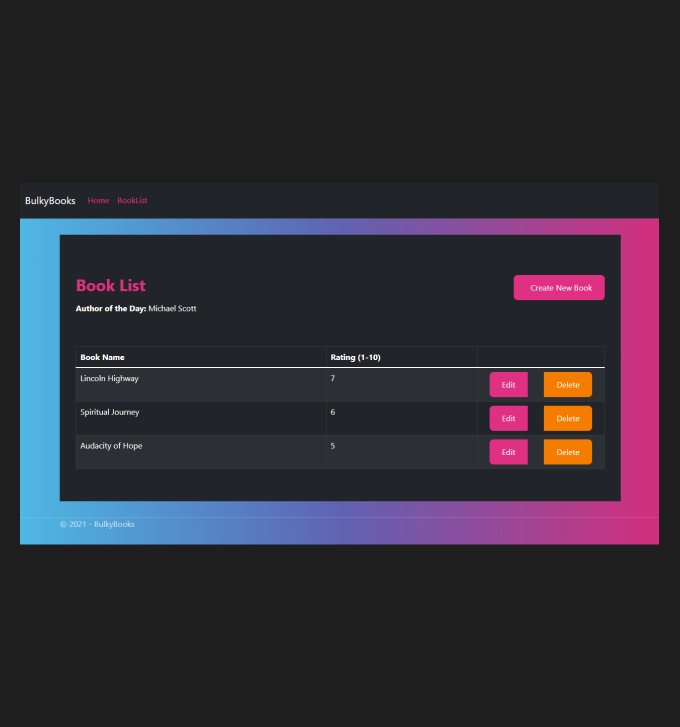 BulkyBooks Home BookList
Book List
Create New Book
Author of the Day: Michael Scott
Book Name Rating (1-10)
Lincoln Highway 7 Edit Delete
Spiritual Journey 6 Edit Delete
Audacity of Hope 5 Edit Delete
© 2021 - BulkyBooks